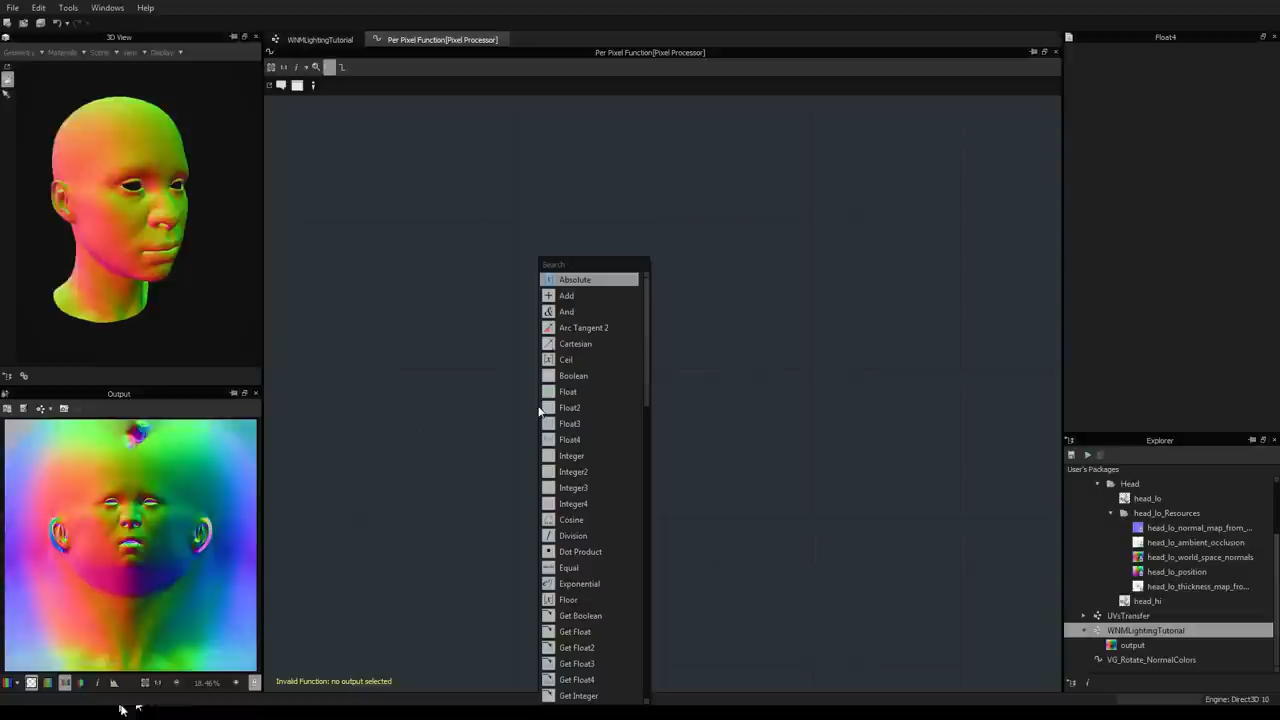 File Edit Tools Windows Help
3D View
Geometry Materials Scene View Display
WNMLightingTutorial
Per Pixel Function[Pixel Processor]
Per Pixel Function[Pixel Processor]
Float4
Search
Absolute
Add
And
Arc Tangent 2
Cartesian
Ceil
Boolean
Float
Float2
Float3
Float4
Integer
Integer2
Integer3
Integer4
Cosine
Division
Dot Product
Equal
Exponential
Floor
Get Boolean
Get Float
Get Float2
Get Float3
Get Float4
Get Integer
Invalid Function: no output selected
Output
18.46%
Explorer
User's Packages
Head
head_lo
head_lo_Resources
head_lo_normal_map_from_...
head_lo_ambient_occlusion
head_lo_world_space_normals
head_lo_position
head_lo_thickness_map_fro...
head_hi
UVsTransfer
WNMLightingTutorial
output
VG_Rotate_NormalColors
Engine: Direct3D 10